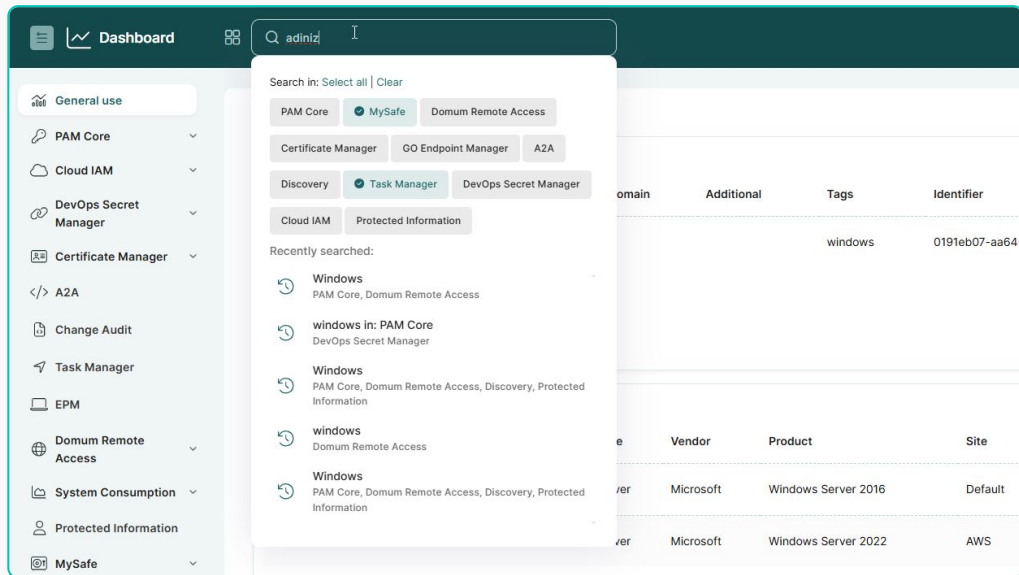 Dashboard
adiniz
General use
PAM Core
Cloud IAM
DevOps Secret
Manager
Certificate Manager
</> A2A
Change Audit
Task Manager
EPM
Domum Remote
Access
System Consumption
Protected Information
MySafe
Search in: Select all | Clear
PAM Core MySafe Domum Remote Access
Certificate Manager GO Endpoint Manager A2A
Discovery Task Manager DevOps Secret Manager
Cloud IAM Protected Information
Recently searched:
Windows
PAM Core, Domum Remote Access
windows in: PAM Core
DevOps Secret Manager
Windows
PAM Core, Domum Remote Access, Discovery, Protected
Information
windows
Domum Remote Access
Windows
PAM Core, Domum Remote Access, Discovery, Protected
Information
omain Additional Tags Identifier
windows 0191eb07-aa64
e Vendor Product Site
ver Microsoft Windows Server 2016 Default
ver Microsoft Windows Server 2022 AWS